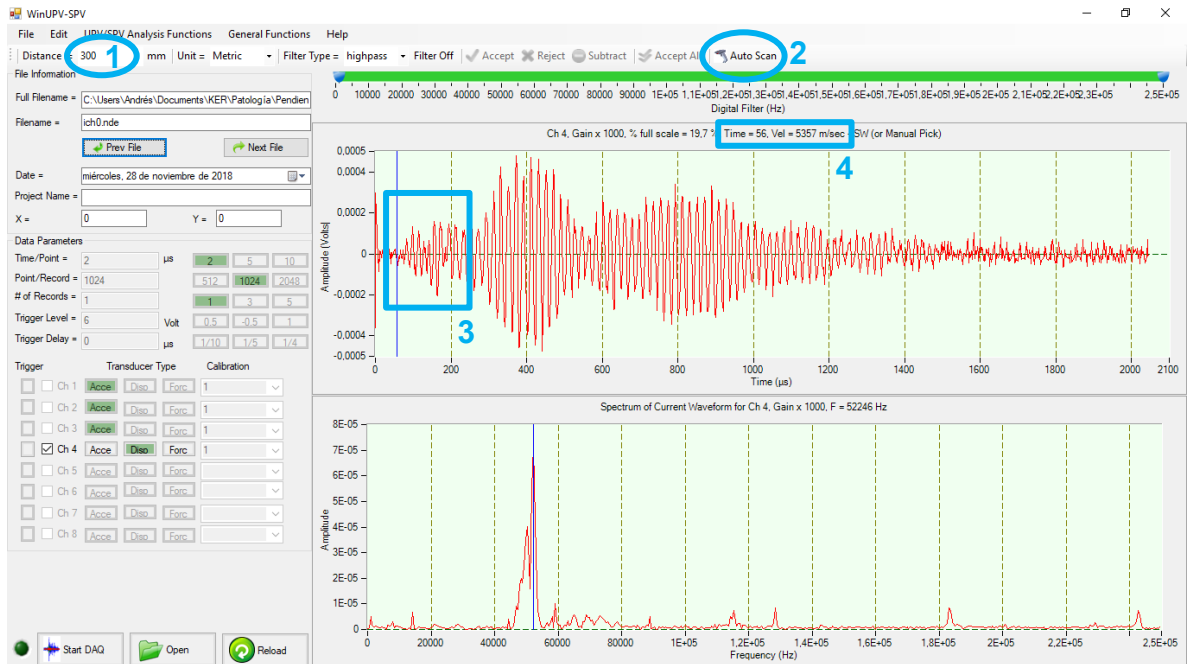 WinUPV-SPV
File Edit UPV/SPV Analysis Functions General Functions Help
Distance = 300 mm Unit = Metric Filter Type = highpass Filter Off Accept Reject Subtract Accept All Auto Scan
1
2
File Information
Full Filename = C:\Users\Andrés\Documents\KER\Patología\Pendien
Filename = ich0.nde
Prev File Next File
Date = miércoles, 28 de noviembre de 2018
Project Name =
X = 0 Y = 0
Data Parameters
Time/Point = 2 µs 2 5 10
Point/Record = 1024 512 1024 2048
# of Records = 1 1 3 5
Trigger Level = 6 Volt 0.5 -0.5 1
Trigger Delay = 0 µs 1/10 1/5 1/4
Trigger Transducer Type Calibration
Ch 1 Acce Disp Forc 1
Ch 2 Acce Disp Forc 1
Ch 3 Acce Disp Forc 1
Ch 4 Acce Disp Forc 1
Ch 5 Acce Disp Forc
Ch 6 Acce Disp Forc
Ch 7 Acce Disp Forc
Ch 8 Acce Disp Forc
Start DAQ Open Reload
0 10000 20000 30000 40000 50000 60000 70000 80000 90000 1E+05 1,1E+05 1,2E+05 1,3E+05 1,4E+05 1,5E+05 1,6E+05 1,7E+05 1,8E+05 1,9E+05 2E+05 2,1E+05 2,2E+05 2,3E+05 2,5E+05
Digital Filter (Hz)
Ch 4, Gain x 1000, % full scale = 19,7 % Time = 56, Vel = 5357 m/sec SW (or Manual Pick)
4
3
0,0005
0,0004
0,0002
0
-0,0002
-0,0004
-0,0005
Amplitude (Volts)
0 200 400 600 800 1000 1200 1400 1600 1800 2000 2100
Time (µs)
Spectrum of Current Waveform for Ch 4, Gain x 1000, F = 52246 Hz
8E-05
7E-05
6E-05
5E-05
4E-05
3E-05
2E-05
1E-05
0
Amplitude
0 20000 40000 60000 80000 1E+05 1,2E+05 1,4E+05 1,6E+05 1,8E+05 2E+05 2,2E+05 2,5E+05
Frequency (Hz)